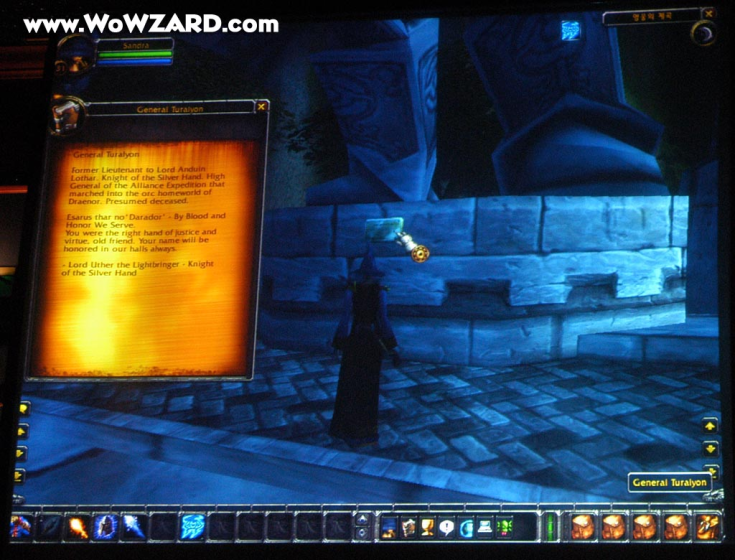 www.WoWZARD.com
Sandra
General Turalyon
General Turalyon
Former Lieutenant to Lord Anduin
Lothar. Knight of the Silver Hand. High
General of the Alliance Expedition that
marched into the orc homeworld of
Draenor. Presumed deceased.
Esarus thar no'Darador' - By Blood and
Honor We Serve.
You were the right hand of justice and
virtue, old friend. Your name will be
honored in our halls always.
- Lord Uther the Lightbringer - Knight
of the Silver Hand
General Turalyon